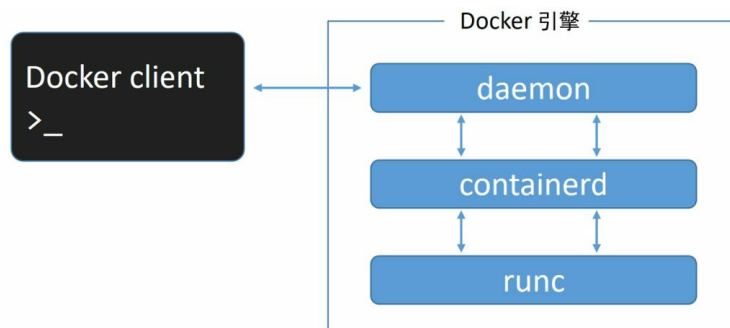 Docker 引擎
Docker client
>_
daemon
containerd
runc